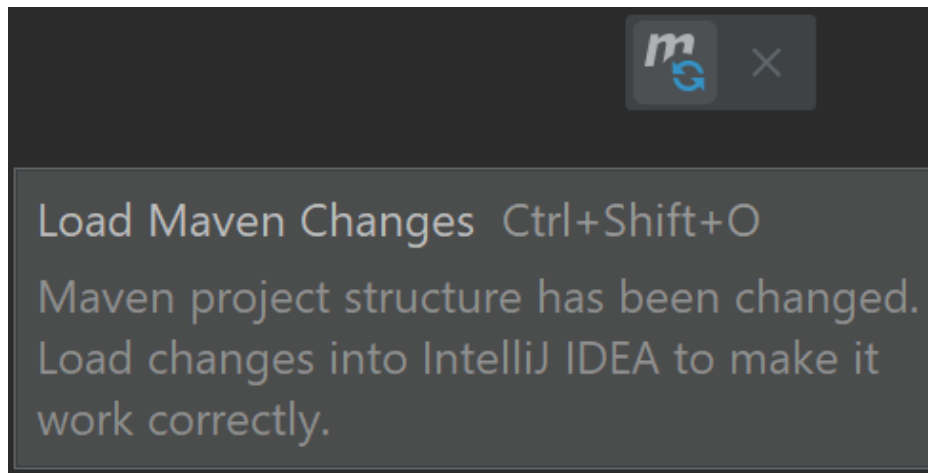 m
Load Maven Changes Ctrl+Shift+O
Maven project structure has been changed.
Load changes into IntelliJ IDEA to make it
work correctly.